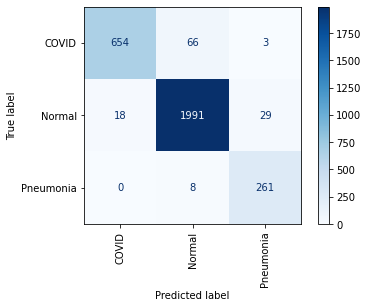 COVID 654 66 3
Normal 18 1991 29
Pneumonia 0 8 261
COVID
Normal
Pneumonia
True label
Predicted label
1750
1500
1250
1000
750
500
250
0